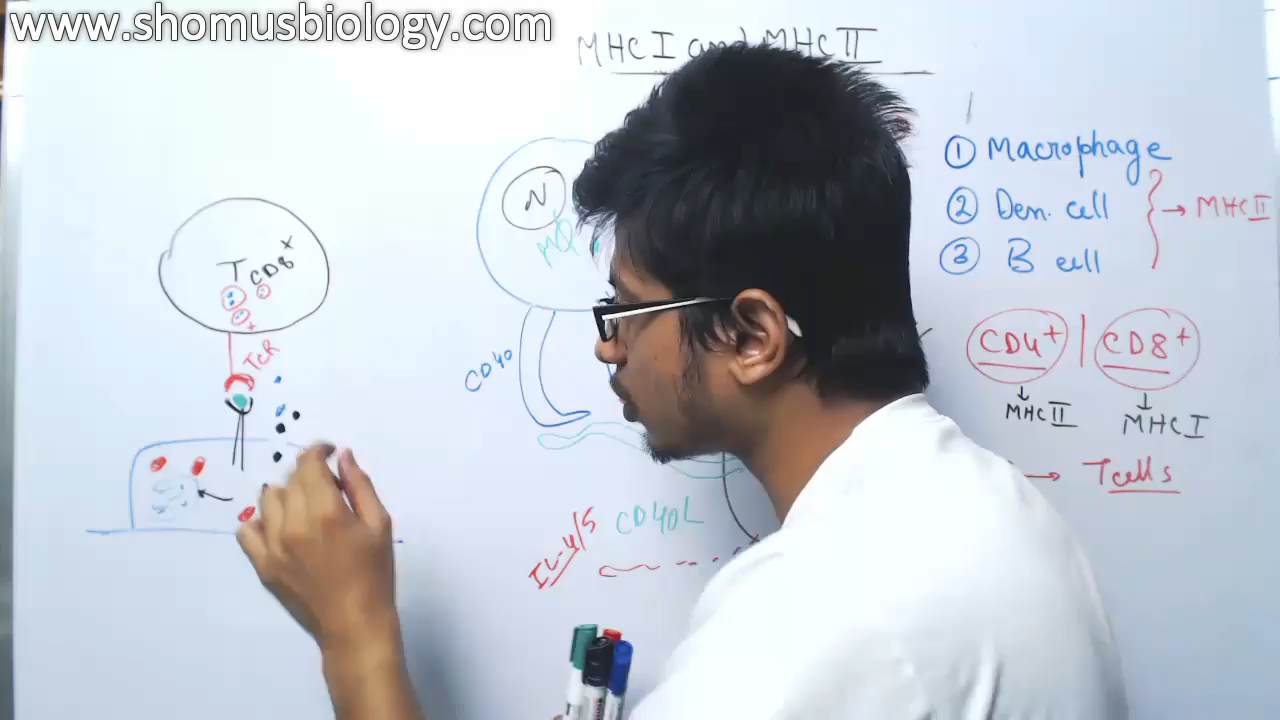 www.shomusbiology.com
MHC I and MHC II
① Macrophage
② Den. cell
③ B cell
→ MHC II
N
MQ
T CD8+
TCR
CD40
CD4+ | CD8+
MHC II
MHC I
→ T cells
IL-4/5
CD40L